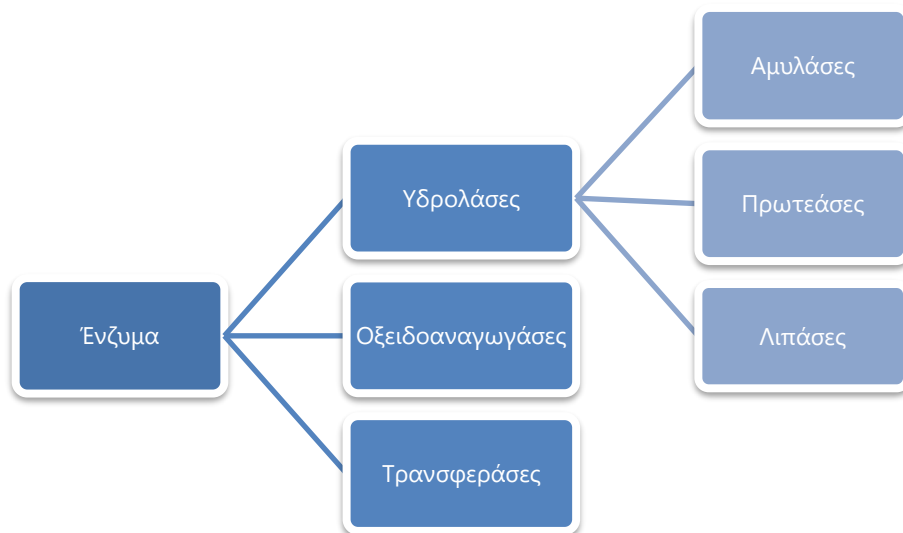 Ένζυμα
Υδρολάσες
Αμυλάσες
Πρωτεάσες
Λιπάσες
Οξειδοαναγωγάσες
Τρανσφεράσες